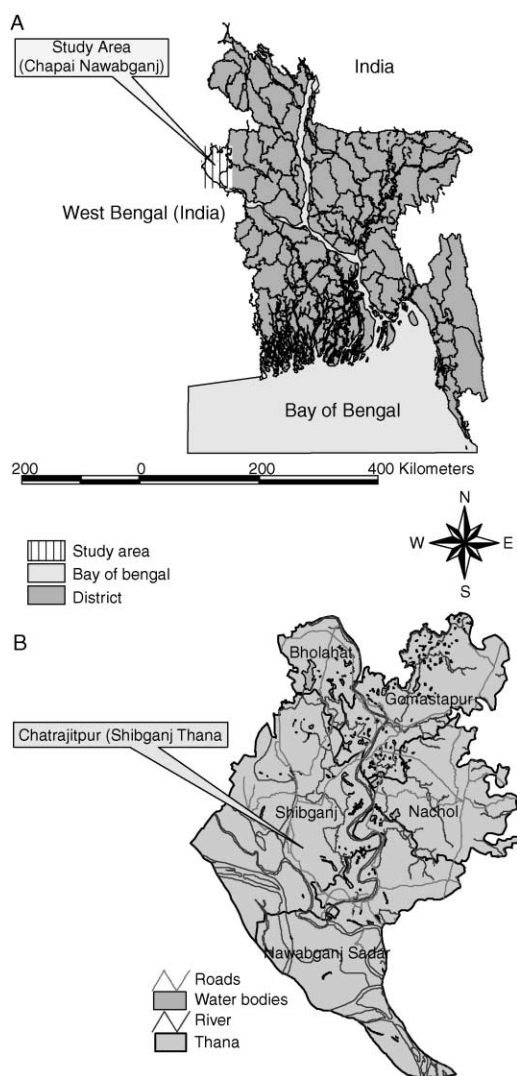 A
Study Area
(Chapai Nawabganj)
India
West Bengal (India)
Bay of Bengal
200 0 200 400 Kilometers
Study area
Bay of bengal
District
N
W E
S
B
Bholahat
Gomastapur
Chatrajitpur (Shibganj Thana
Shibganj
Nachol
Nawabganj Sadar
Roads
Water bodies
River
Thana